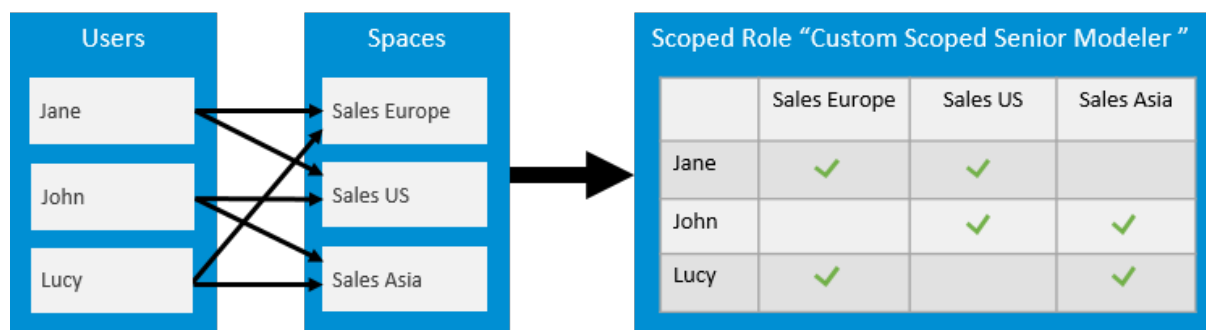 Users
Jane
John
Lucy
Spaces
Sales Europe
Sales US
Sales Asia
Scoped Role “Custom Scoped Senior Modeler ”
Sales Europe Sales US Sales Asia
Jane
John
Lucy